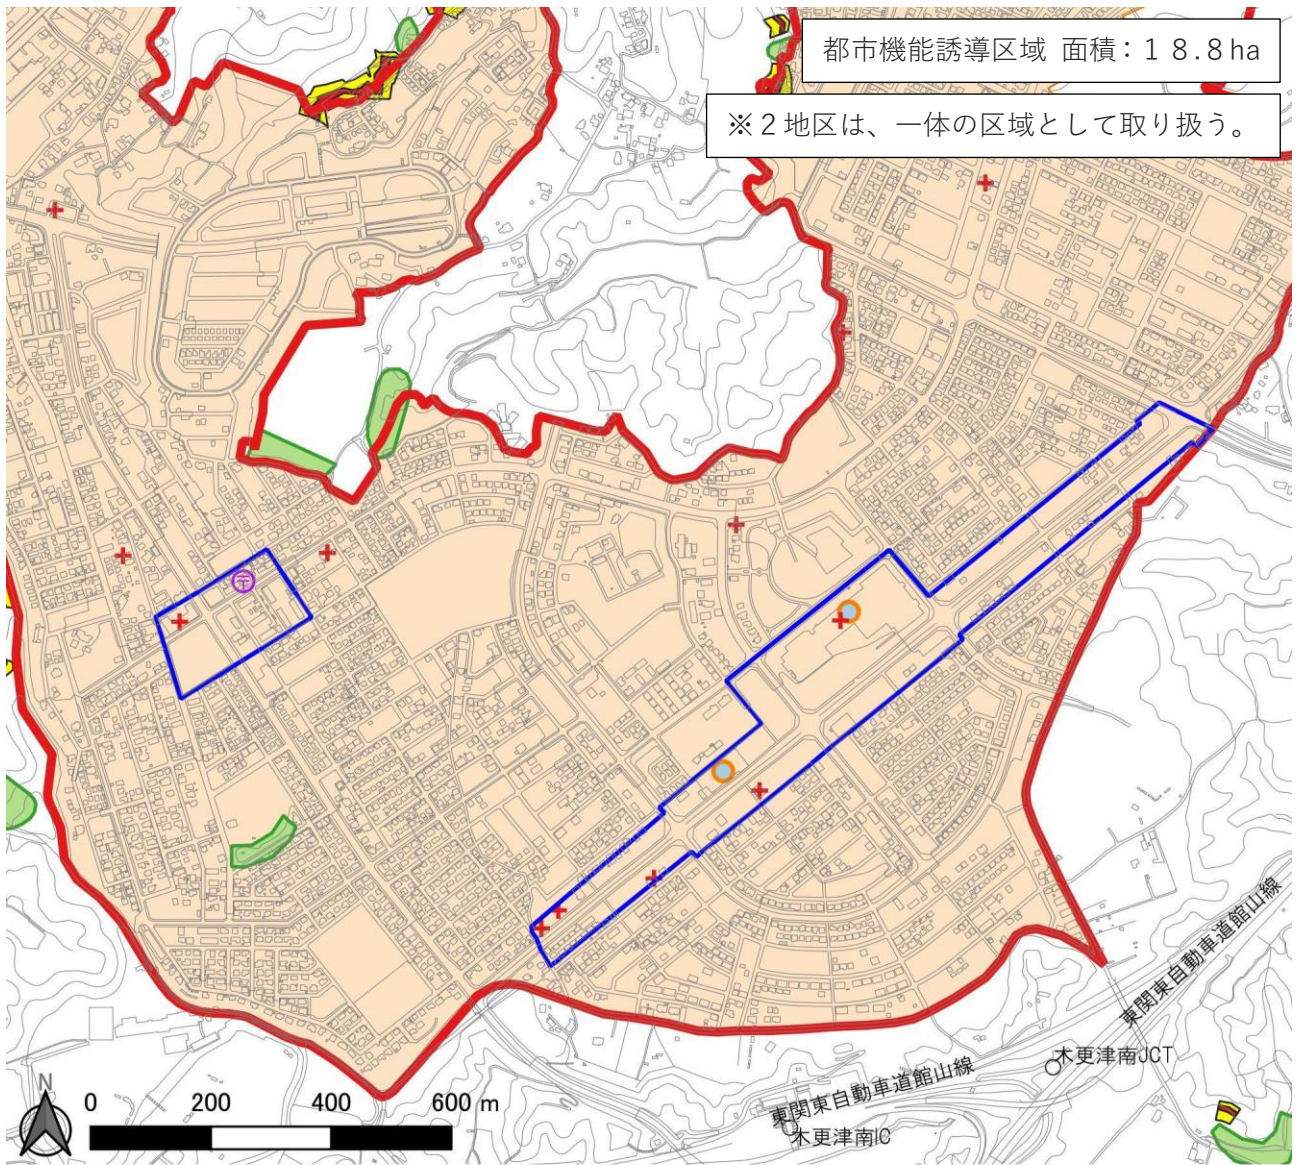 都市機能誘導区域 面積：１８.８ha
※２地区は、一体の区域として取り扱う。
〒
東関東自動車道館山線
木更津南JCT
東関東自動車道館山線
木更津南IC
N
0 200 400 600 m